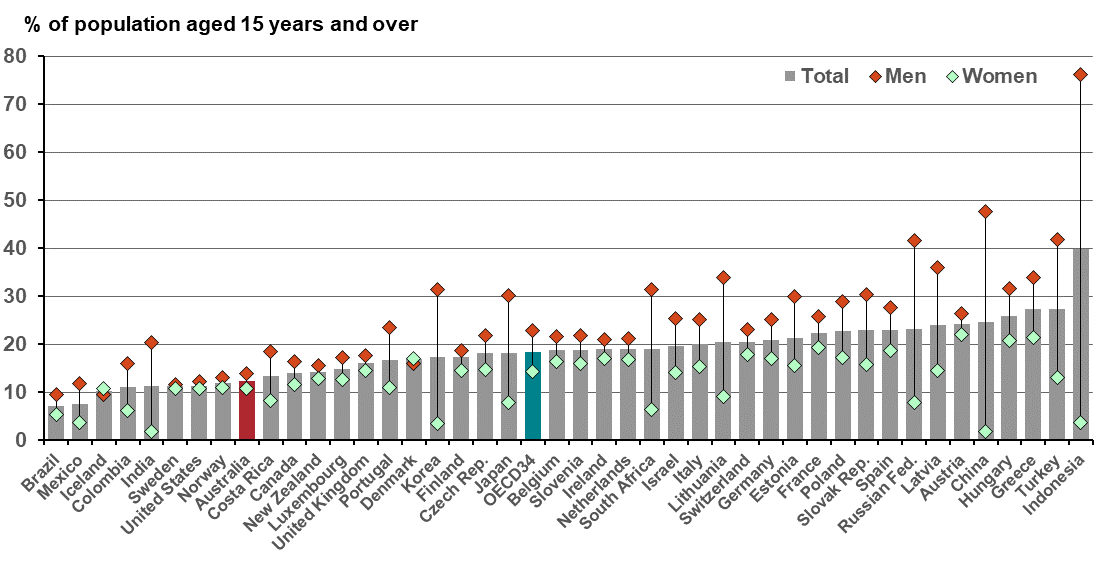 % of population aged 15 years and over
Total Men Women
80
70
60
50
40
30
20
10
0
Brazil
Mexico
Iceland
Colombia
India
Sweden
United States
Norway
Australia
Costa Rica
Canada
New Zealand
Luxembourg
United Kingdom
Portugal
Denmark
Korea
Finland
Czech Rep.
Japan
OECD34
Belgium
Slovenia
Ireland
Netherlands
South Africa
Israel
Italy
Lithuania
Switzerland
Germany
Estonia
France
Poland
Slovak Rep.
Spain
Russian Fed.
Latvia
Austria
China
Hungary
Greece
Turkey
Indonesia